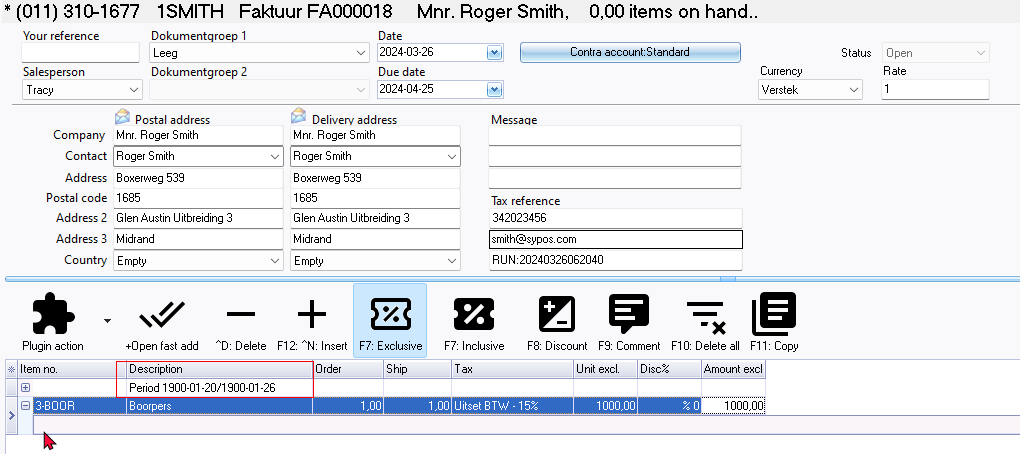 * (011) 310-1677 1SMITH Faktuur FA000018 Mnr. Roger Smith, 0,00 items on hand..
Your reference Dokumentgroep 1 Date
Leeg 2024-03-26 Contra account:Standard Status Open
Salesperson Dokumentgroep 2 Due date Currency Rate
Tracy 2024-04-25 Verstek 1
Postal address Delivery address Message
Company Mnr. Roger Smith Mnr. Roger Smith
Contact Roger Smith Roger Smith
Address Boxerweg 539 Boxerweg 539
Postal code 1685 1685 Tax reference
Address 2 Glen Austin Uitbreiding 3 Glen Austin Uitbreiding 3 342023456
Address 3 Midrand Midrand smith@sypos.com
Country Empty Empty RUN:20240326062040
Plugin action +Open fast add ^D: Delete F12: ^N: Insert F7: Exclusive F7: Inclusive F8: Discount F9: Comment F10: Delete all F11: Copy
Item no. Description Order Ship Tax Unit excl. Disc% Amount excl
Period 1900-01-20/1900-01-26
3-BOOR Boorpers 1,00 1,00 Uitset BTW - 15% 1000,00 % 0 1000,00